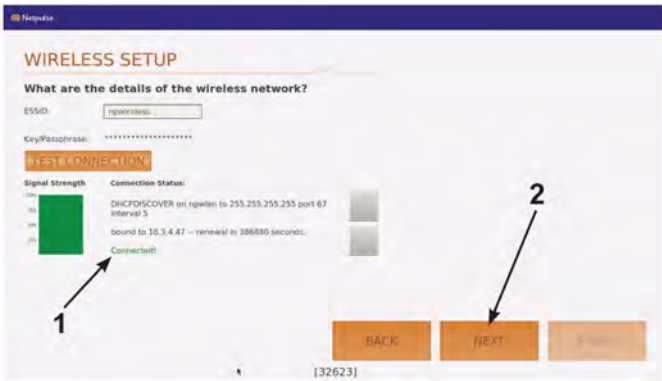 Netpulse
WIRELESS SETUP
What are the details of the wireless network?
ESSID: npwireless
Key/Passphrase: ********************
TEST CONNECTION
Signal Strength Connection Status:
DHCPDISCOVER on npwlan to 255.255.255.255 port 67
interval 5
bound to 10.3.4.47 -- renewal in 386880 seconds.
Connected!
2
1
BACK NEXT
[32623]